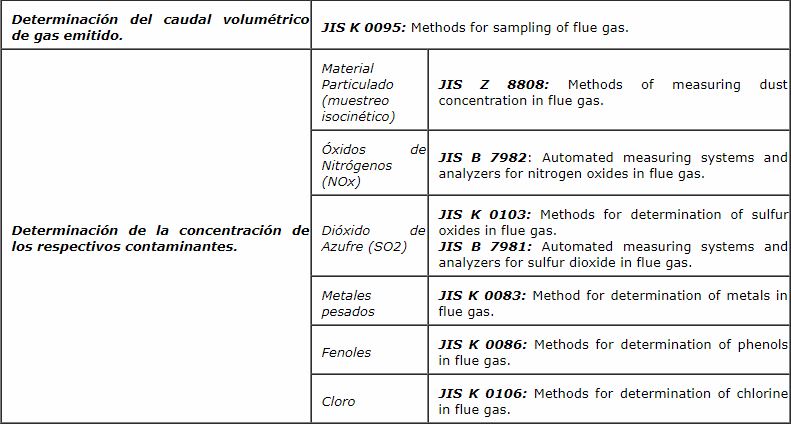 Determinación del caudal volumétrico
de gas emitido.
JIS K 0095: Methods for sampling of flue gas.
Determinación de la concentración de
los respectivos contaminantes.
Material
Particulado
(muestreo
isocinético)
JIS Z 8808: Methods of measuring dust
concentration in flue gas.
Óxidos de
Nitrógenos
(NOx)
JIS B 7982: Automated measuring systems and
analyzers for nitrogen oxides in flue gas.
Dióxido de
Azufre (SO2)
JIS K 0103: Methods for determination of sulfur
oxides in flue gas.
JIS B 7981: Automated measuring systems and
analyzers for sulfur dioxide in flue gas.
Metales
pesados
JIS K 0083: Method for determination of metals in
flue gas.
Fenoles
JIS K 0086: Methods for determination of phenols
in flue gas.
Cloro
JIS K 0106: Methods for determination of chlorine
in flue gas.